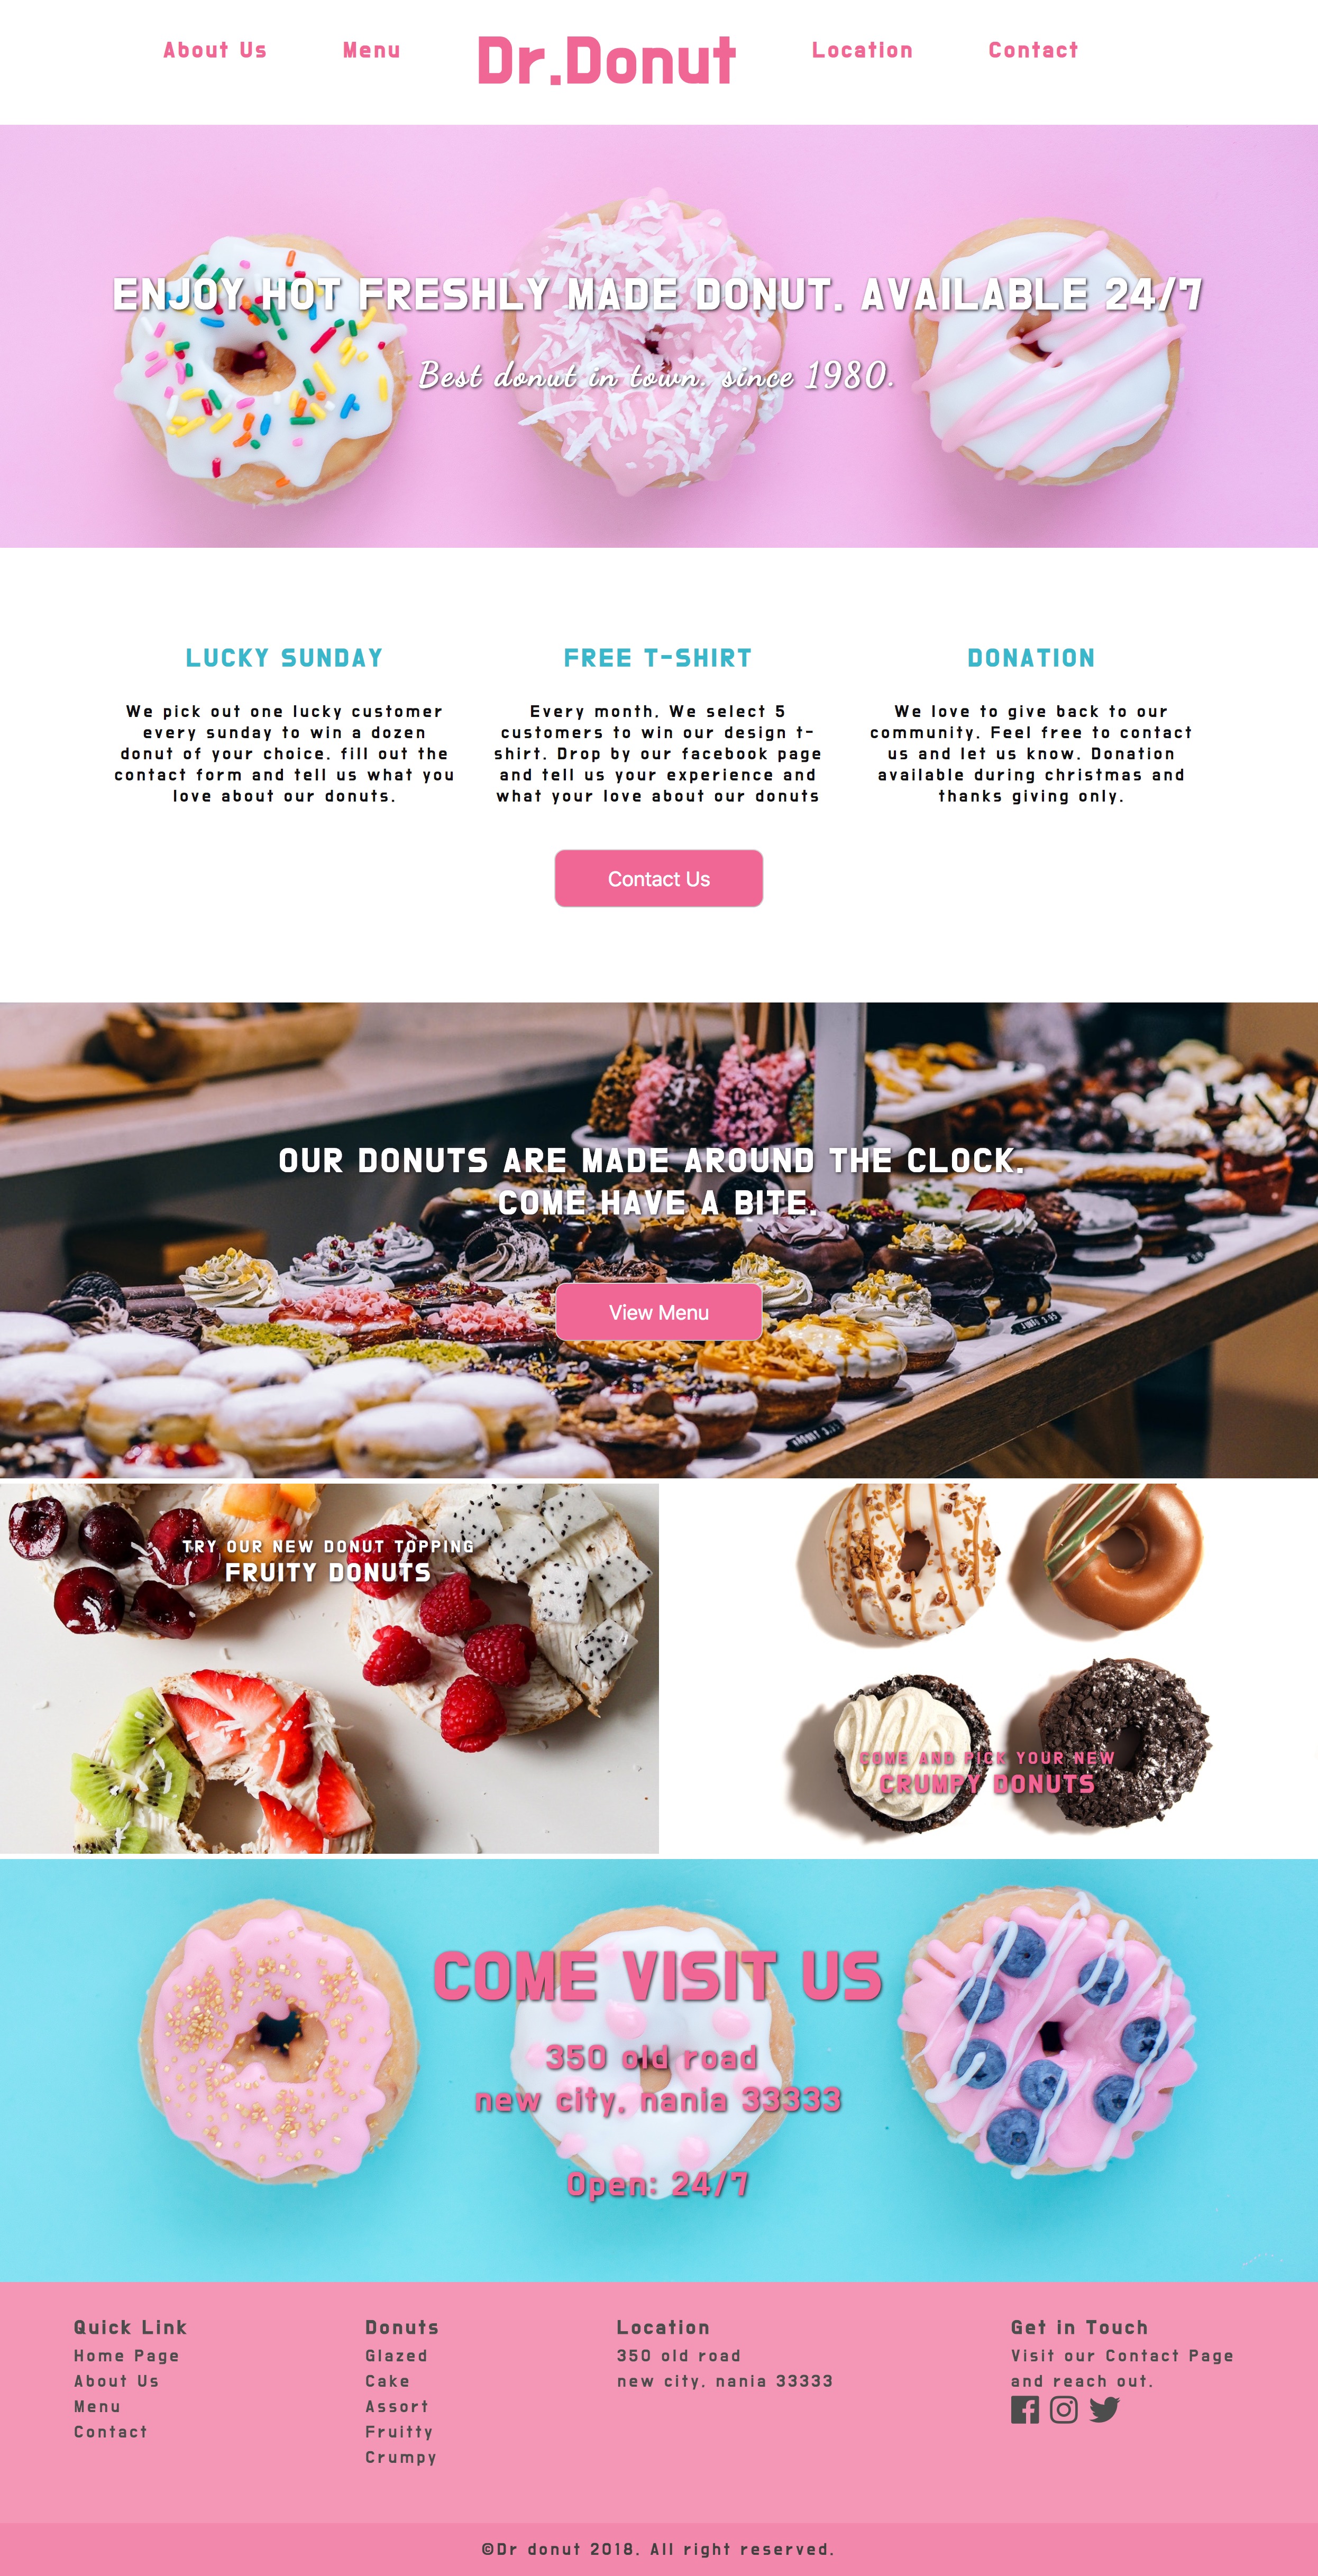 About Us
Menu
Dr.Donut
Location
Contact
ENJOY HOT FRESHLY MADE DONUT. AVAILABLE 24/7
Best donut in town. since 1980.
LUCKY SUNDAY
We pick out one lucky customer
every sunday to win a dozen
donut of your choice. fill out the
contact form and tell us what you
love about our donuts.
FREE T-SHIRT
Every month, We select 5
customers to win our design t-
shirt. Drop by our facebook page
and tell us your experience and
what your love about our donuts
DONATION
We love to give back to our
community. Feel free to contact
us and let us know. Donation
available during christmas and
thanks giving only.
Contact Us
OUR DONUTS ARE MADE AROUND THE CLOCK.
COME HAVE A BITE.
View Menu
TRY OUR NEW DONUT TOPPING
FRUITY DONUTS
COME AND PICK YOUR NEW
CRUMPY DONUTS
COME VISIT US
350 old road
new city, nania 33333
Open: 24/7
Quick Link
Home Page
About Us
Menu
Contact
Donuts
Glazed
Cake
Assort
Fruitty
Crumpy
Location
350 old road
new city, nania 33333
Get in Touch
Visit our Contact Page
and reach out.
©Dr donut 2018. All right reserved.